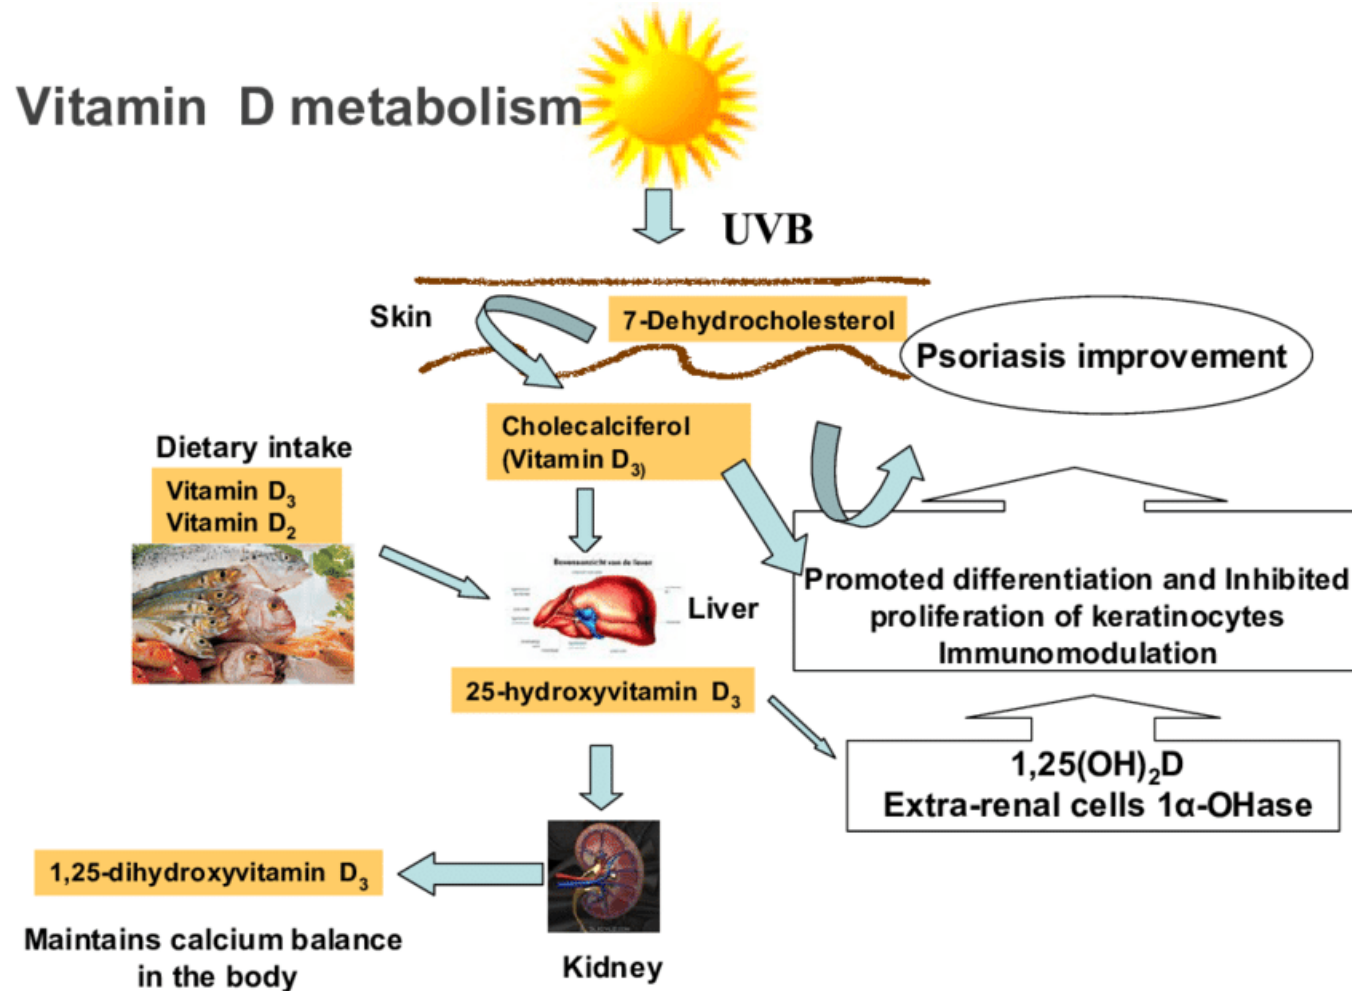 Vitamin D metabolism
UVB
Skin
7-Dehydrocholesterol
Psoriasis improvement
Cholecalciferol
(Vitamin D₃)
Dietary intake
Vitamin D₃
Vitamin D₂
Liver
Promoted differentiation and Inhibited
proliferation of keratinocytes
Immunomodulation
25-hydroxyvitamin D₃
1,25(OH)₂D
Extra-renal cells 1α-OHase
1,25-dihydroxyvitamin D₃
Maintains calcium balance
in the body
Kidney